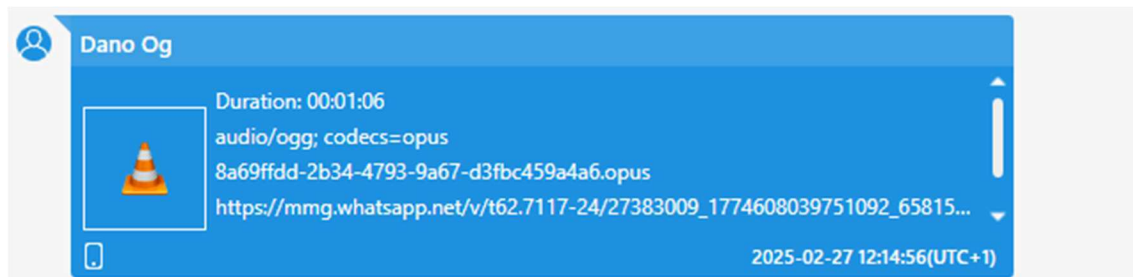 Dano Og
Duration: 00:01:06
audio/ogg; codecs=opus
8a69ffdd-2b34-4793-9a67-d3fbc459a4a6.opus
https://mmg.whatsapp.net/v/t62.7117-24/27383009_1774608039751092_65815...
2025-02-27 12:14:56(UTC+1)